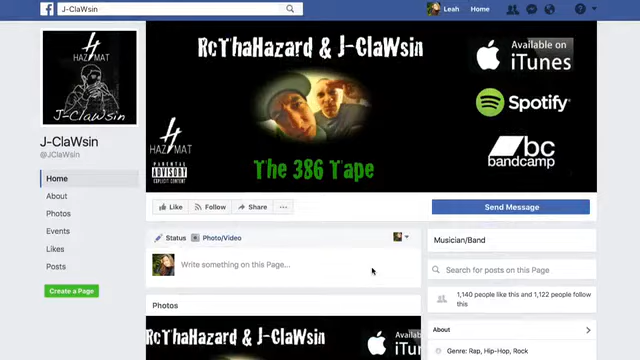 J-ClaWsin
Leah
Home
HAZ MAT
J-ClaWsin
RcThaHazard & J-ClaWsin
The 386 Tape
HAZ MAT
PARENTAL
ADVISORY
EXPLICIT CONTENT
Available on
iTunes
Spotify
bc
bandcamp
J-ClaWsin
@JClaWsin
Home
About
Photos
Events
Likes
Posts
Create a Page
Like
Follow
Share
Send Message
Status
Photo/Video
Write something on this Page...
Photos
RcThaHazard & J-ClaWsin
Availab
iTun
Musician/Band
Search for posts on this Page
1,140 people like this and 1,122 people follow
this
About
Genre: Rap, Hip-Hop, Rock